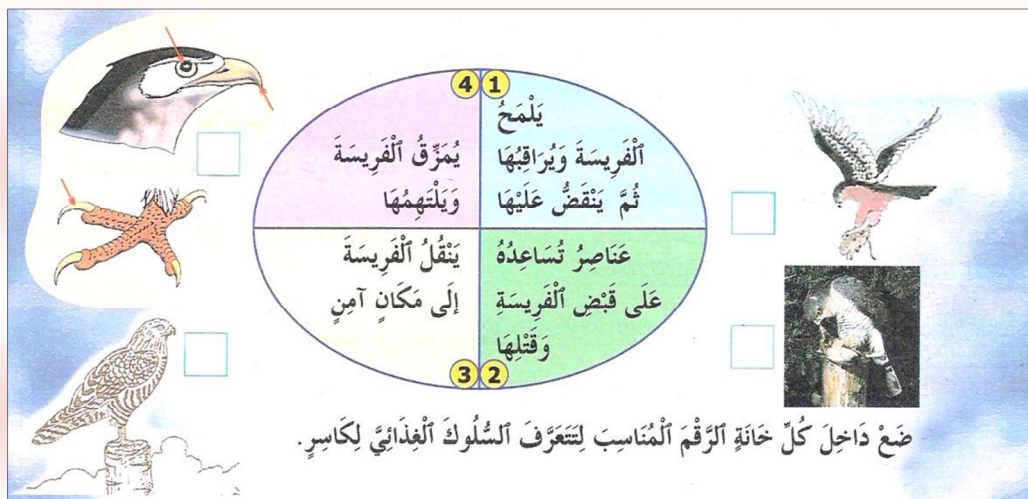 1
يَلْمَحُ
ٱلْفَرِيسَةَ وَيُرَاقِبُهَا
ثُمَّ يَنْقَضُّ عَلَيْهَا
4
يُمَزِّقُ ٱلْفَرِيسَةَ
وَيَلْتَهِمُهَا
عَنَاصِرُ تُسَاعِدُهُ
عَلَى قَبْضِ ٱلْفَرِيسَةِ
وَقَتْلِهَا
2
يَنْقُلُ ٱلْفَرِيسَةَ
إلَى مَكَانٍ آمِنٍ
3
ضَعْ دَاخِلَ كُلِّ خَانَةٍ ٱلرَّقْمَ ٱلْمُنَاسِبَ لِتَتَعَرَّفَ ٱلسُّلُوكَ ٱلْغِذَائِيَّ لِكَاسِرٍ.